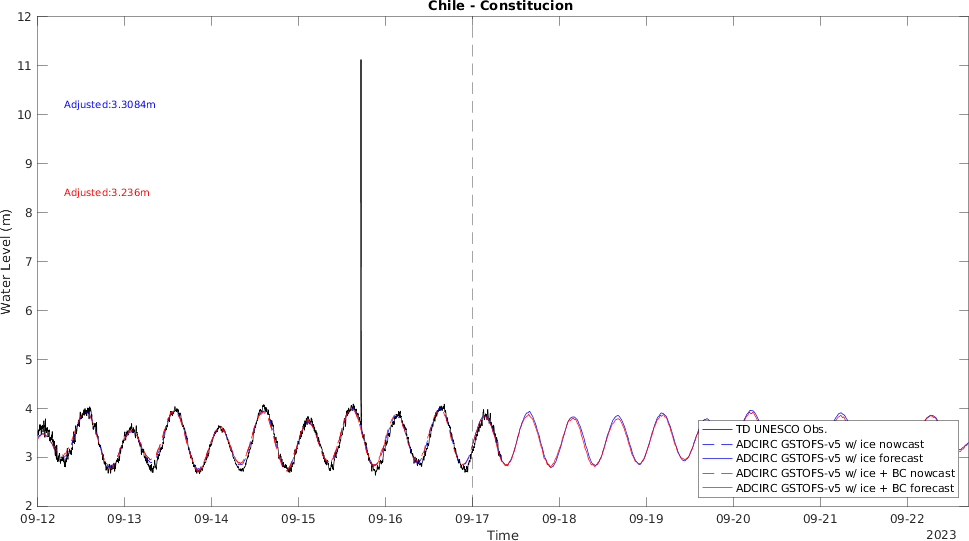 Chile - Constitucion
12
11
10
9
8
7
6
5
4
3
2
Water Level (m)
Adjusted:3.3084m
Adjusted:3.236m
TD UNESCO Obs.
ADCIRC GSTOFS-v5 w/ ice nowcast
ADCIRC GSTOFS-v5 w/ ice forecast
ADCIRC GSTOFS-v5 w/ ice + BC nowcast
ADCIRC GSTOFS-v5 w/ ice + BC forecast
09-12 09-13 09-14 09-15 09-16 09-17 09-18 09-19 09-20 09-21 09-22
Time
2023